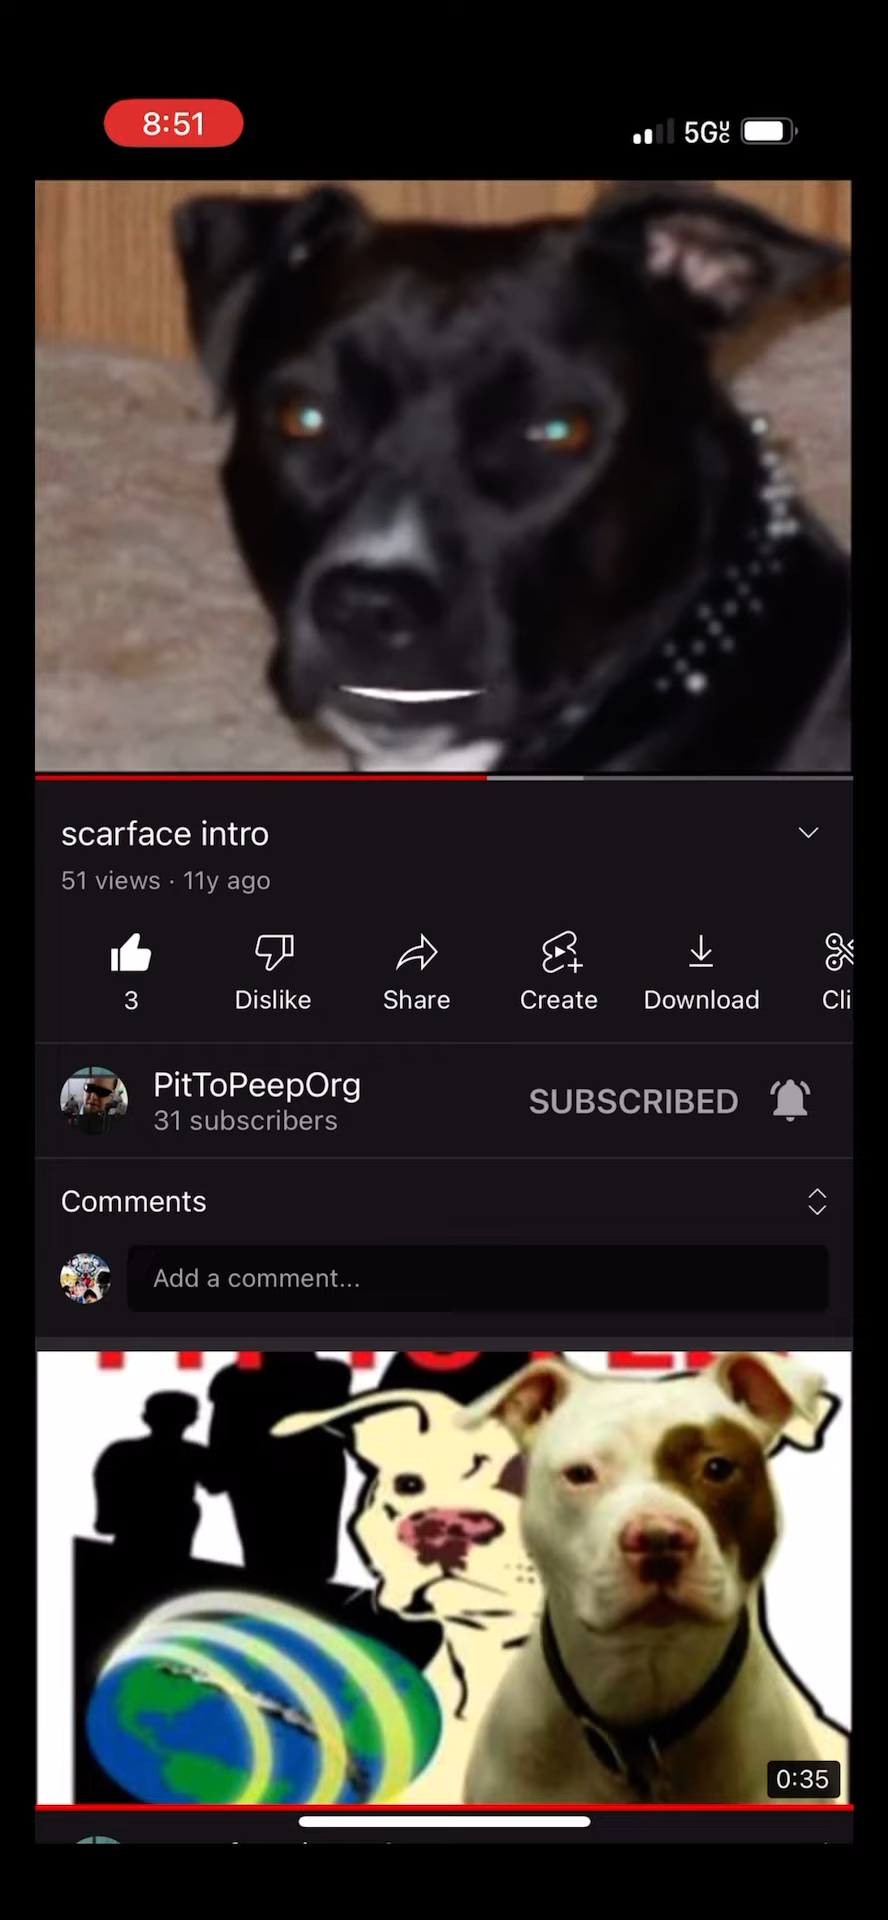 8:51
5GUC
scarface intro
51 views · 11y ago
3
Dislike
Share
Create
Download
Cli
PitToPeepOrg
31 subscribers
SUBSCRIBED
Comments
Add a comment...
0:35